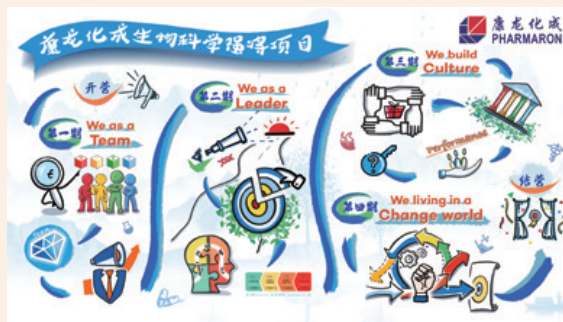 康龙化成生物科学强将项目
康龙化成
PHARMARON
开营
第一期
We as a
Team
第二期
We as a
Leader
第三期
We build
Culture
Performance
第四期
We living in a
Change world
结营